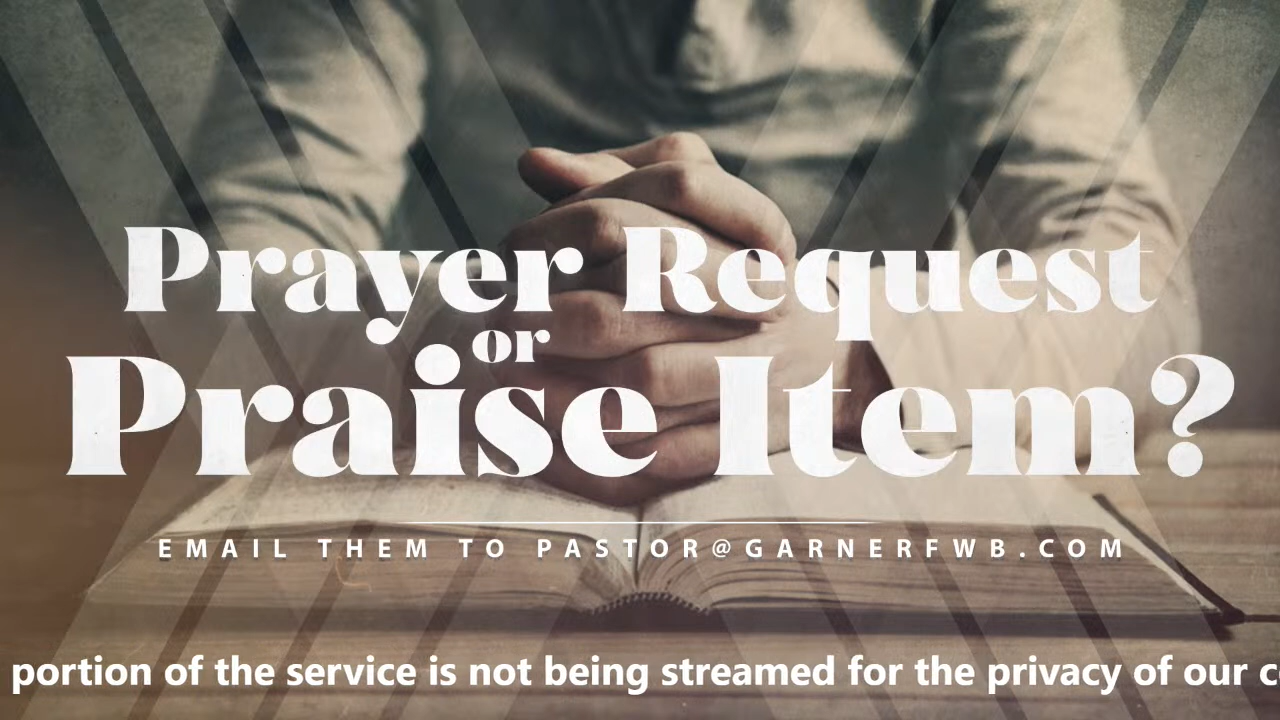 Prayer Request
or
Praise Item?
EMAIL THEM TO PASTOR@GARNERFWB.COM
portion of the service is not being streamed for the privacy of our